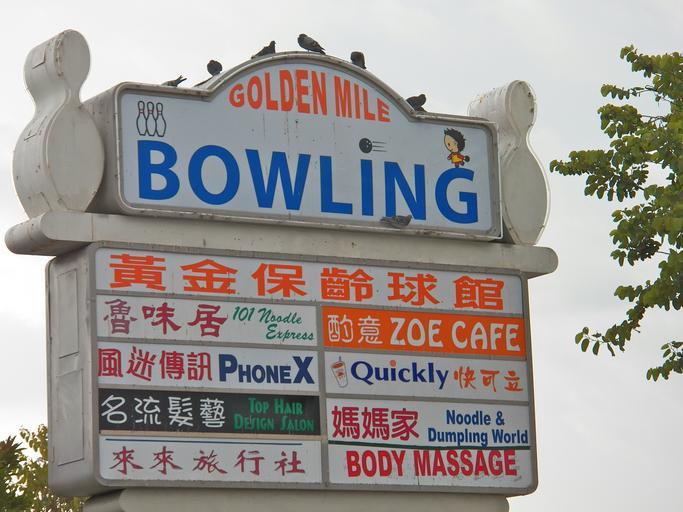 GOLDEN MILE
BOWLING
黃金保齡球館
魯味居 101 Noodle Express
酌意 ZOE CAFE
風迷傳訊 PHONEX
Quickly 快可立
名流髮藝 TOP HAIR DESIGN SALON
媽媽家 Noodle & Dumpling World
來來旅行社
BODY MASSAGE